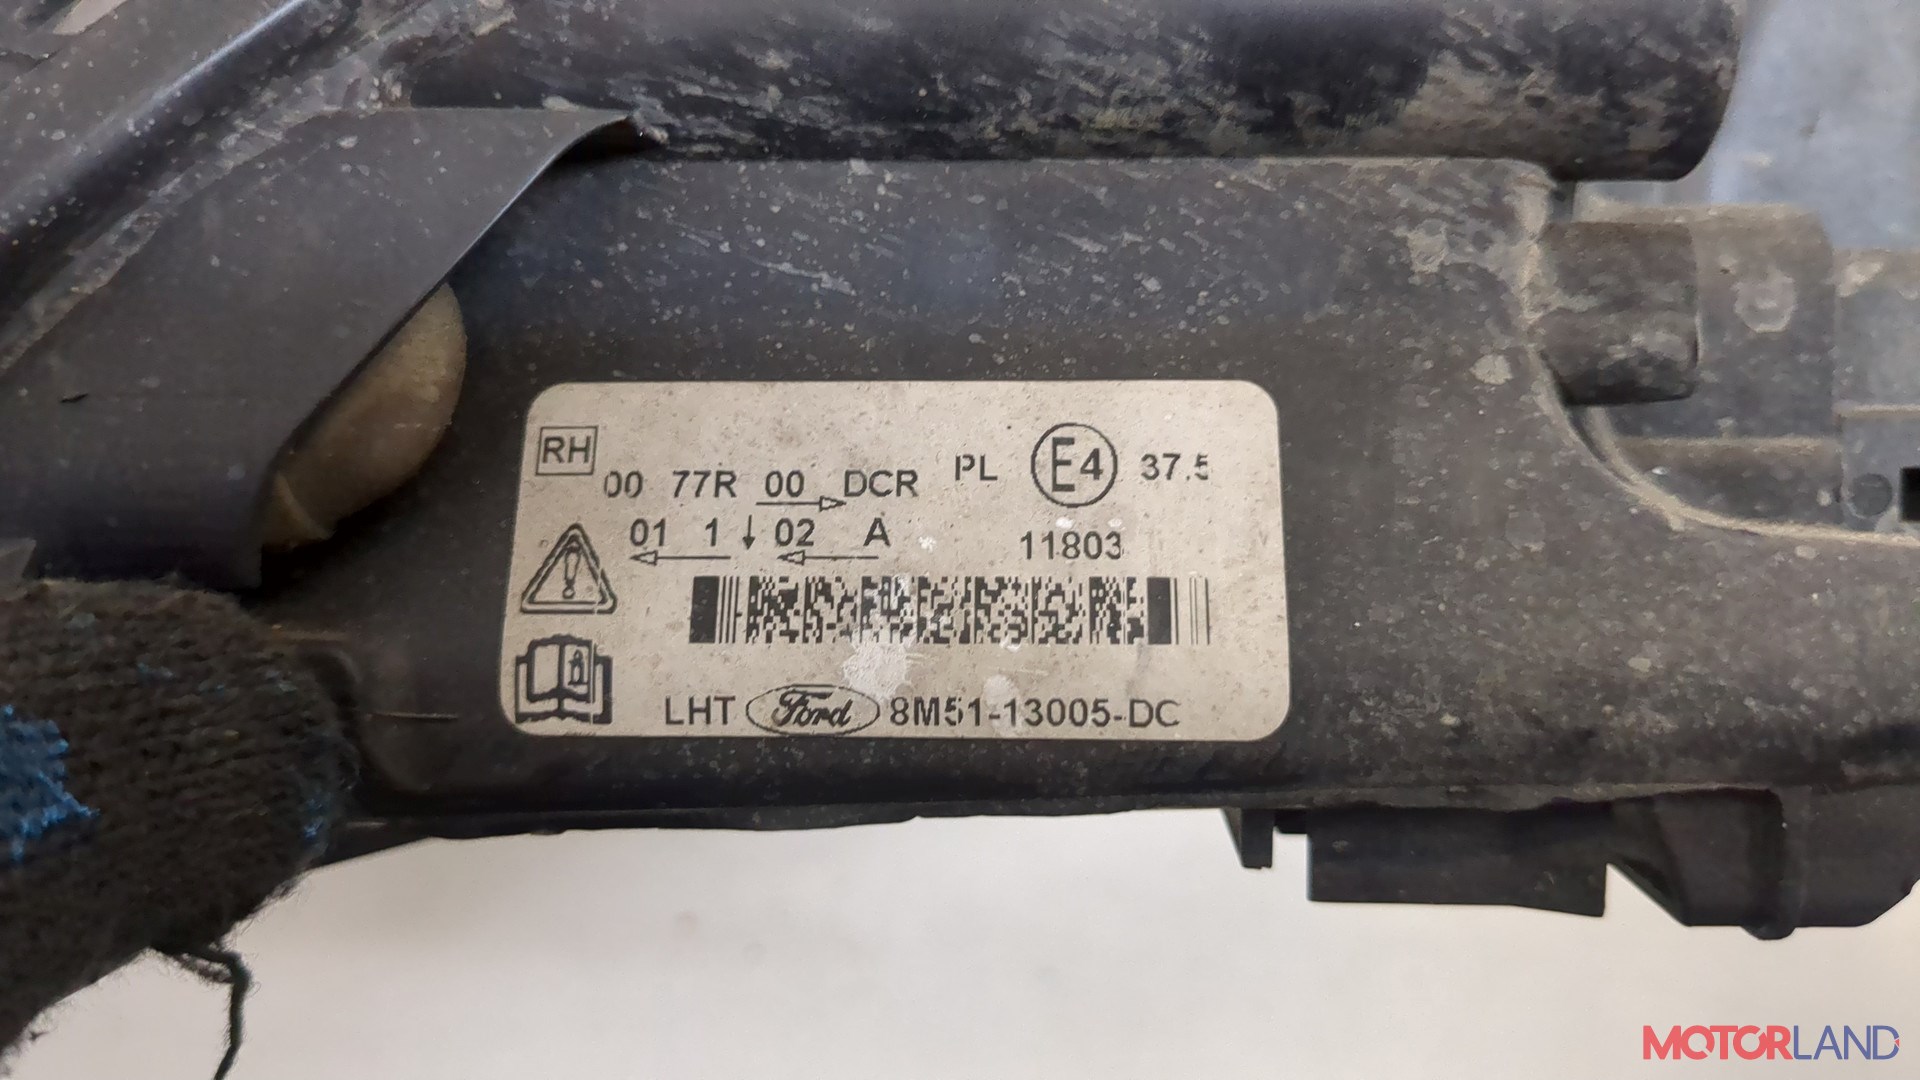 RH
00 77R 00 DCR PL E4 37.5
01 1 02 A 11803
LHT Ford 8M51-13005-DC
MOTORLAND